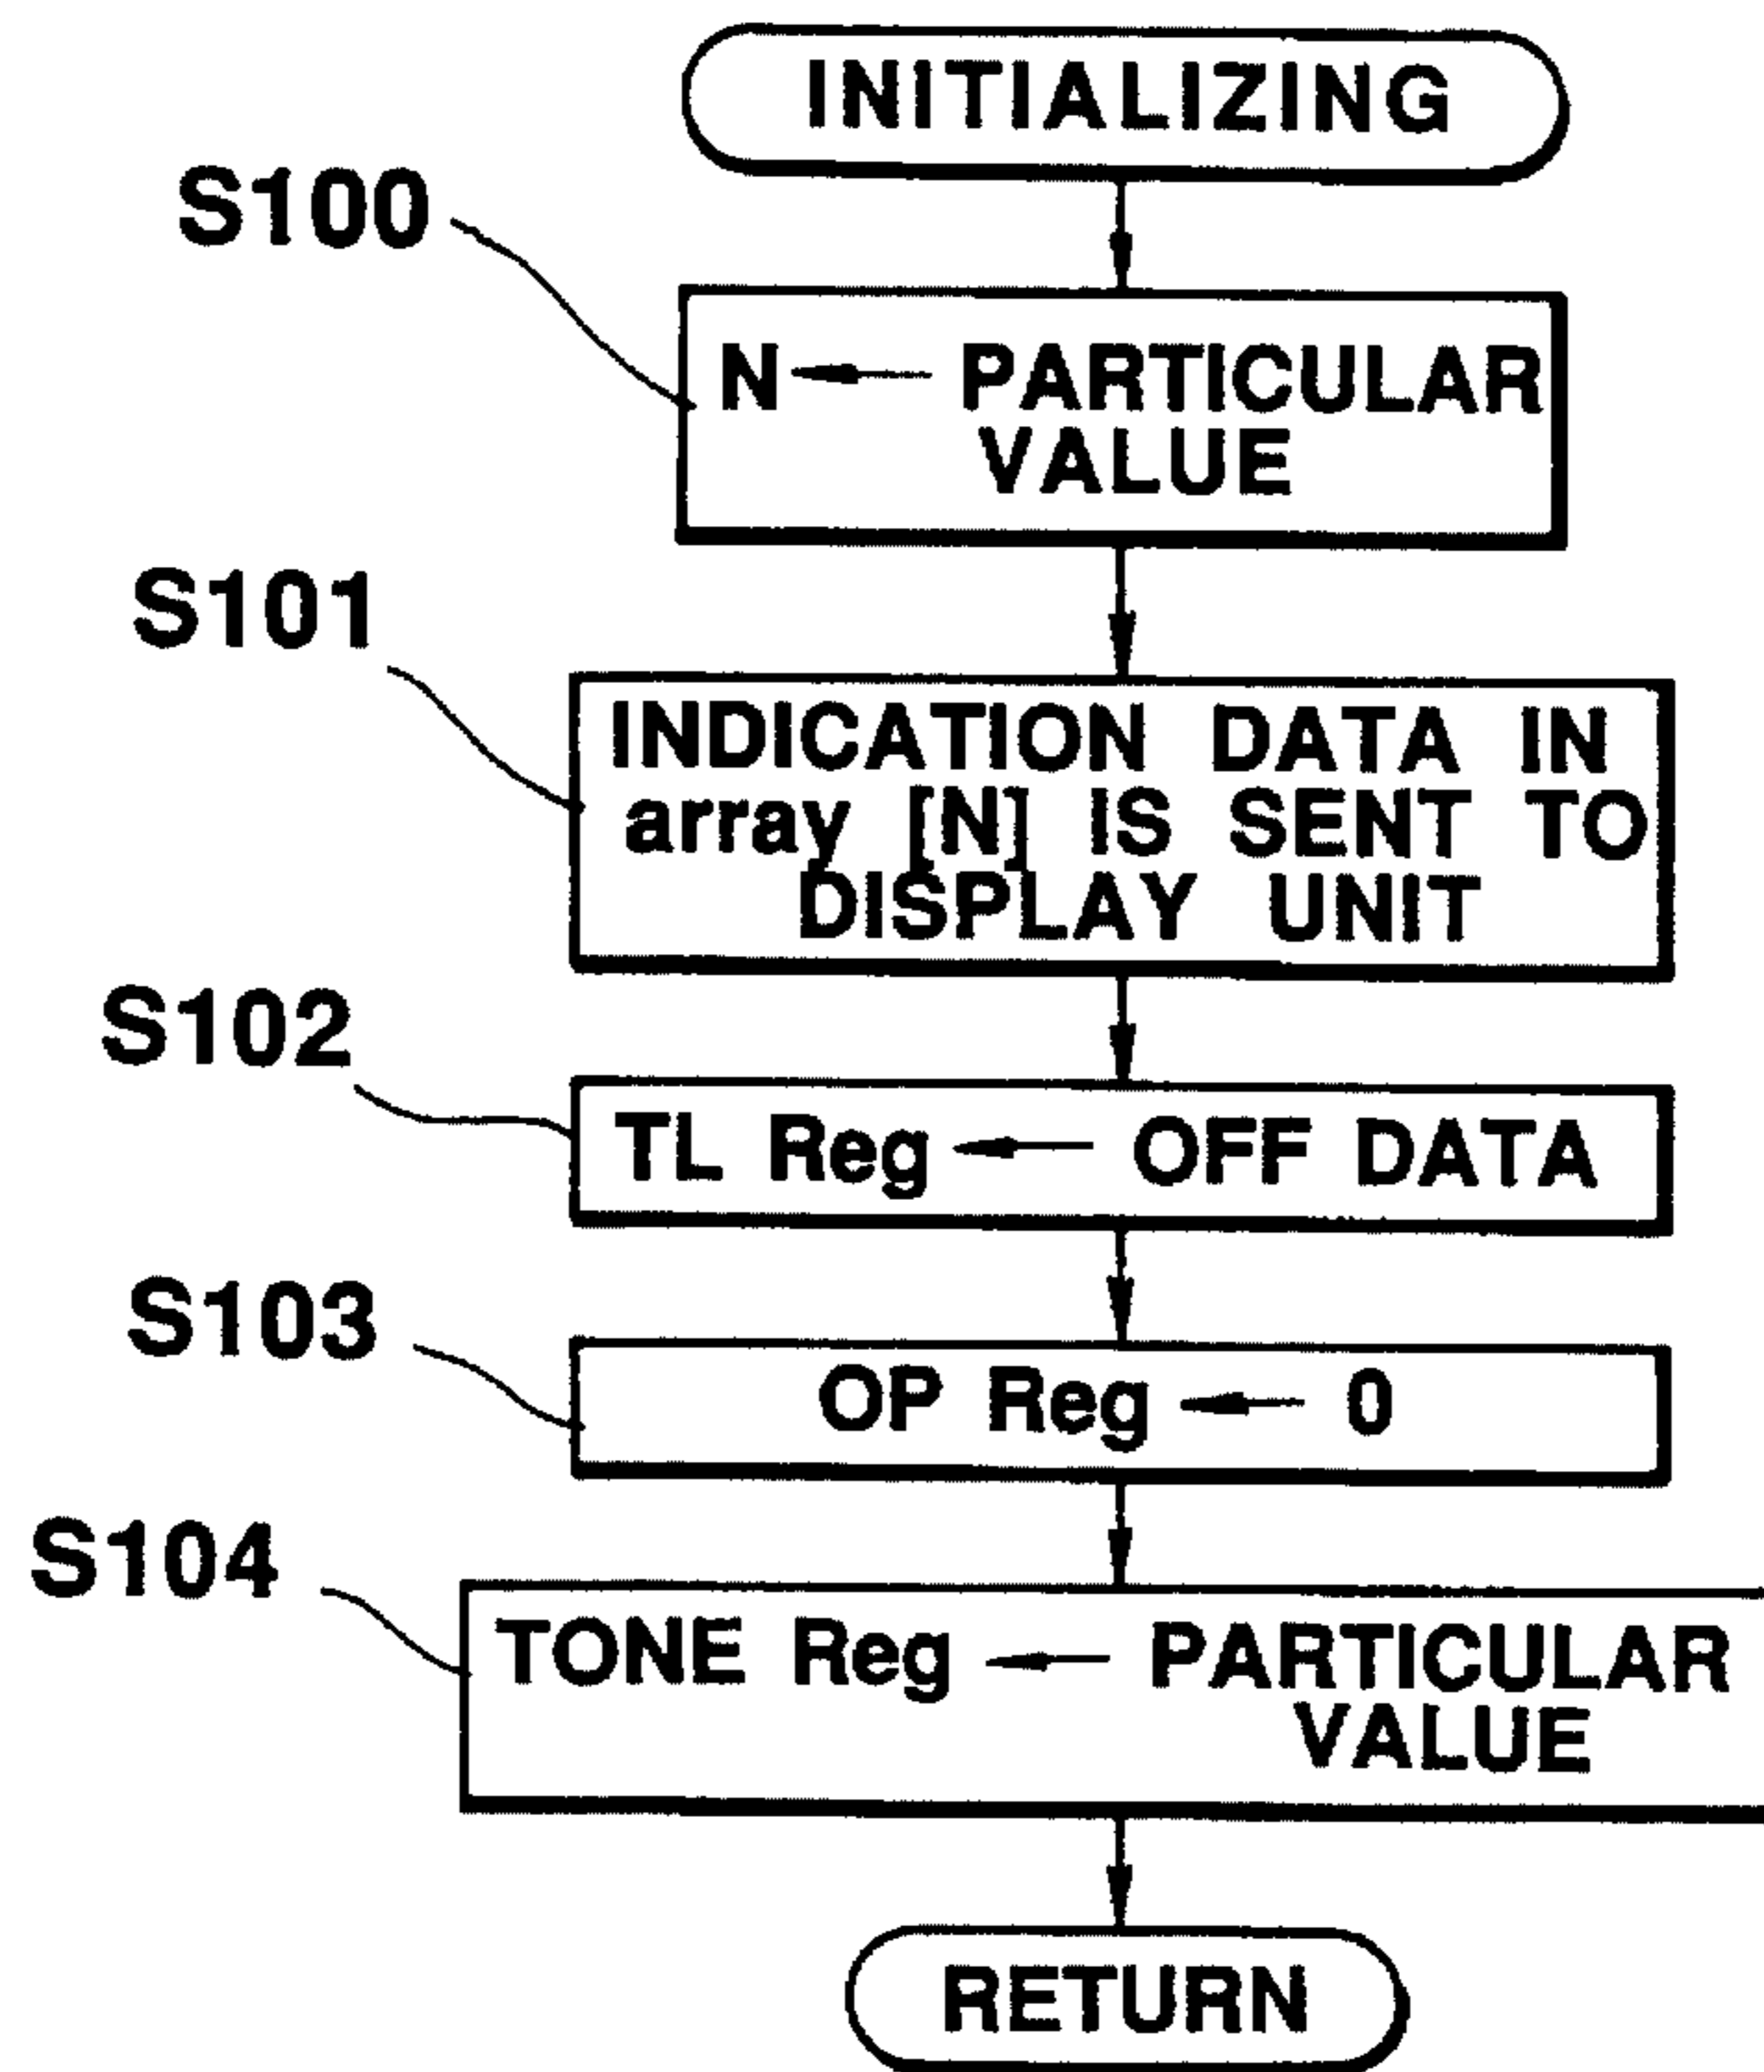 INITIALIZING
S100
N ← PARTICULAR
VALUE
S101
INDICATION DATA IN
array [N] IS SENT TO
DISPLAY UNIT
S102
TL Reg ← OFF DATA
S103
OP Reg ← 0
S104
TONE Reg ← PARTICULAR
VALUE
RETURN